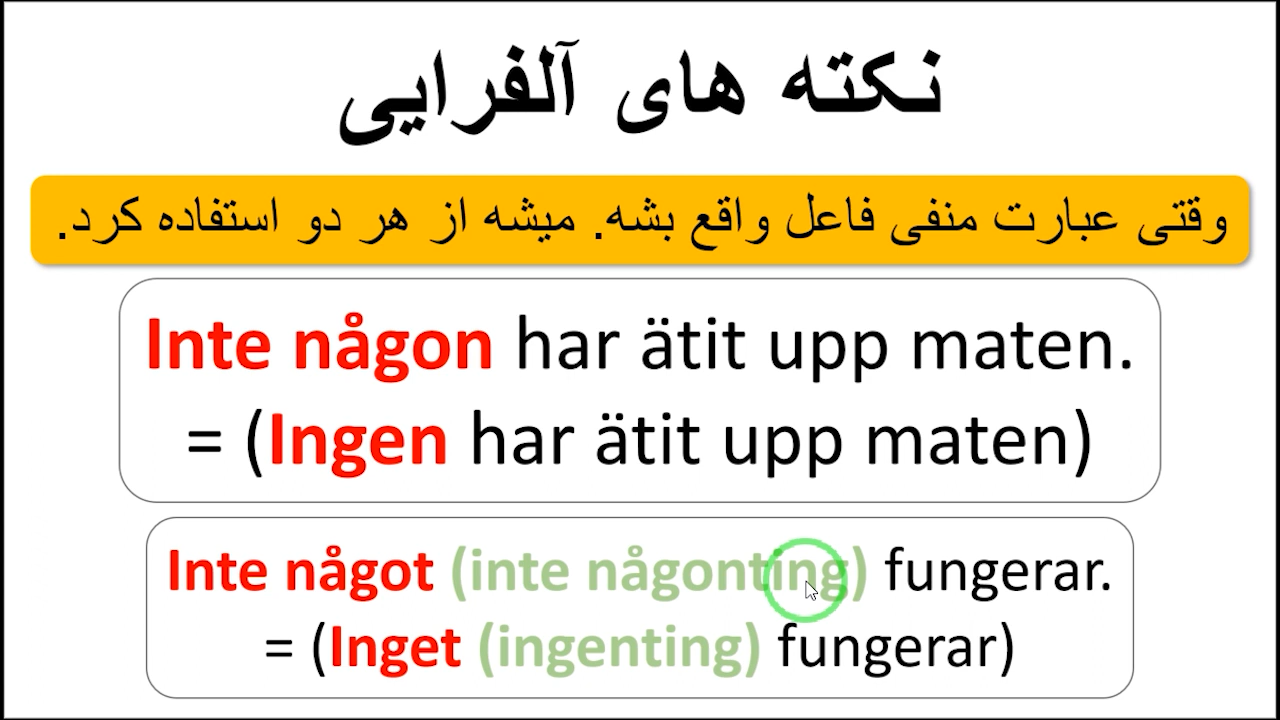 نکته های آلفرایی
وقتی عبارت منفی فاعل واقع بشه. میشه از هر دو استفاده کرد.
Inte någon har ätit upp maten.
= (Ingen har ätit upp maten)
Inte något (inte någonting) fungerar.
= (Inget (ingenting) fungerar)